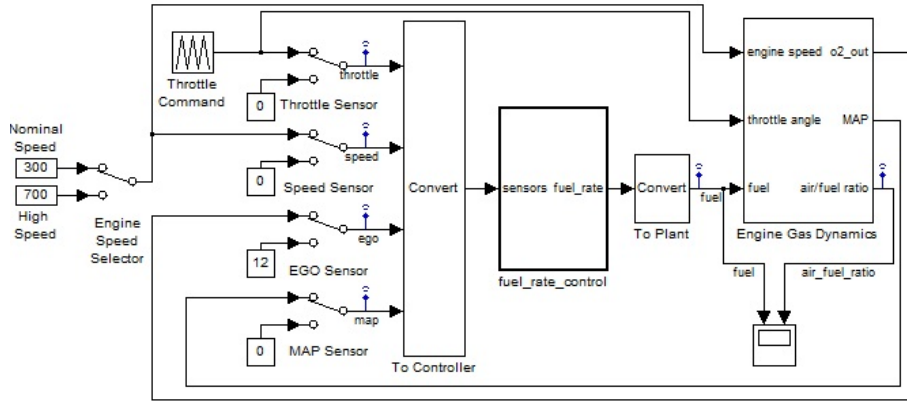 Throttle
Command
throttle
0
Throttle Sensor
Nominal
Speed
300
700
High
Speed
Engine
Speed
Selector
speed
0
Speed Sensor
ego
12
EGO Sensor
map
0
MAP Sensor
Convert
To Controller
sensors fuel_rate
fuel_rate_control
Convert
To Plant
fuel
engine speed o2_out
throttle angle MAP
fuel air/fuel ratio
Engine Gas Dynamics
fuel
air_fuel_ratio